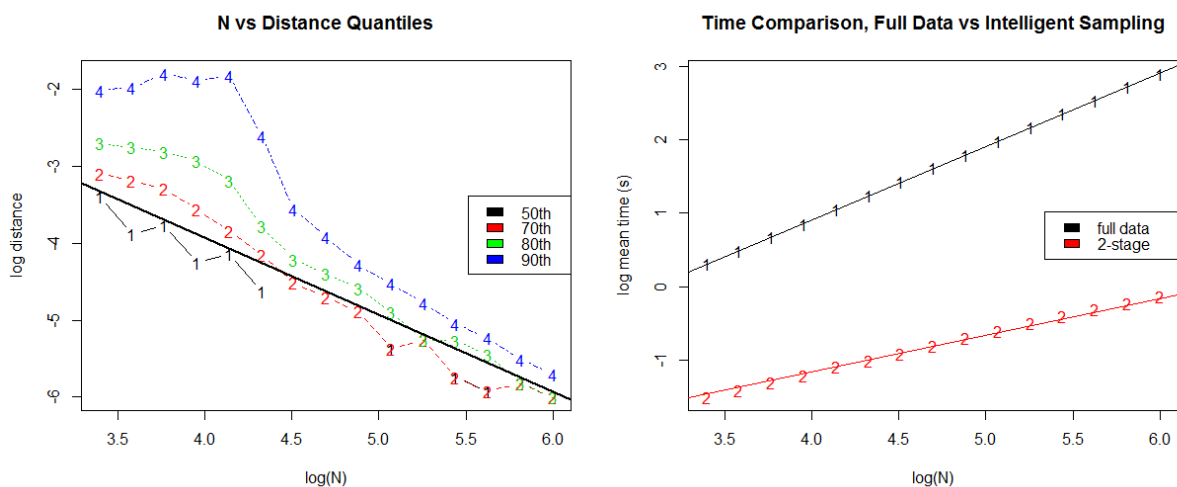 N vs Distance Quantiles
log distance
-2
-3
-4
-5
-6
3.5 4.0 4.5 5.0 5.5 6.0
log(N)
50th
70th
80th
90th
Time Comparison, Full Data vs Intelligent Sampling
log mean time (s)
3
2
1
0
-1
3.5 4.0 4.5 5.0 5.5 6.0
log(N)
full data
2-stage